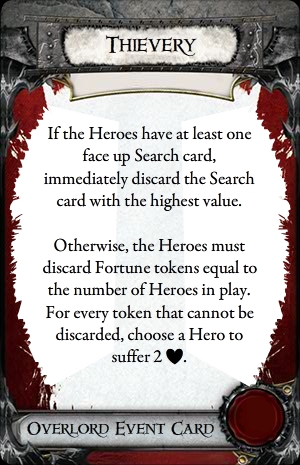 Thievery
If the Heroes have at least one
face up Search card,
immediately discard the Search
card with the highest value.
Otherwise, the Heroes must
discard Fortune tokens equal to
the number of Heroes in play.
For every token that cannot be
discarded, choose a Hero to
suffer 2 ♥.
Overlord Event Card